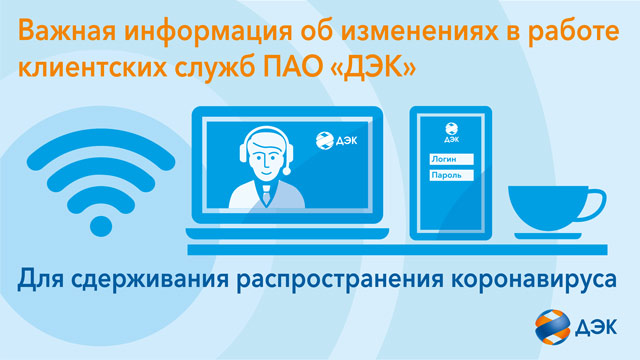 Важная информация об изменениях в работе
клиентских служб ПАО «ДЭК»
ДЭК
ДЭК
Логин
Пароль
Для сдерживания распространения коронавируса
ДЭК